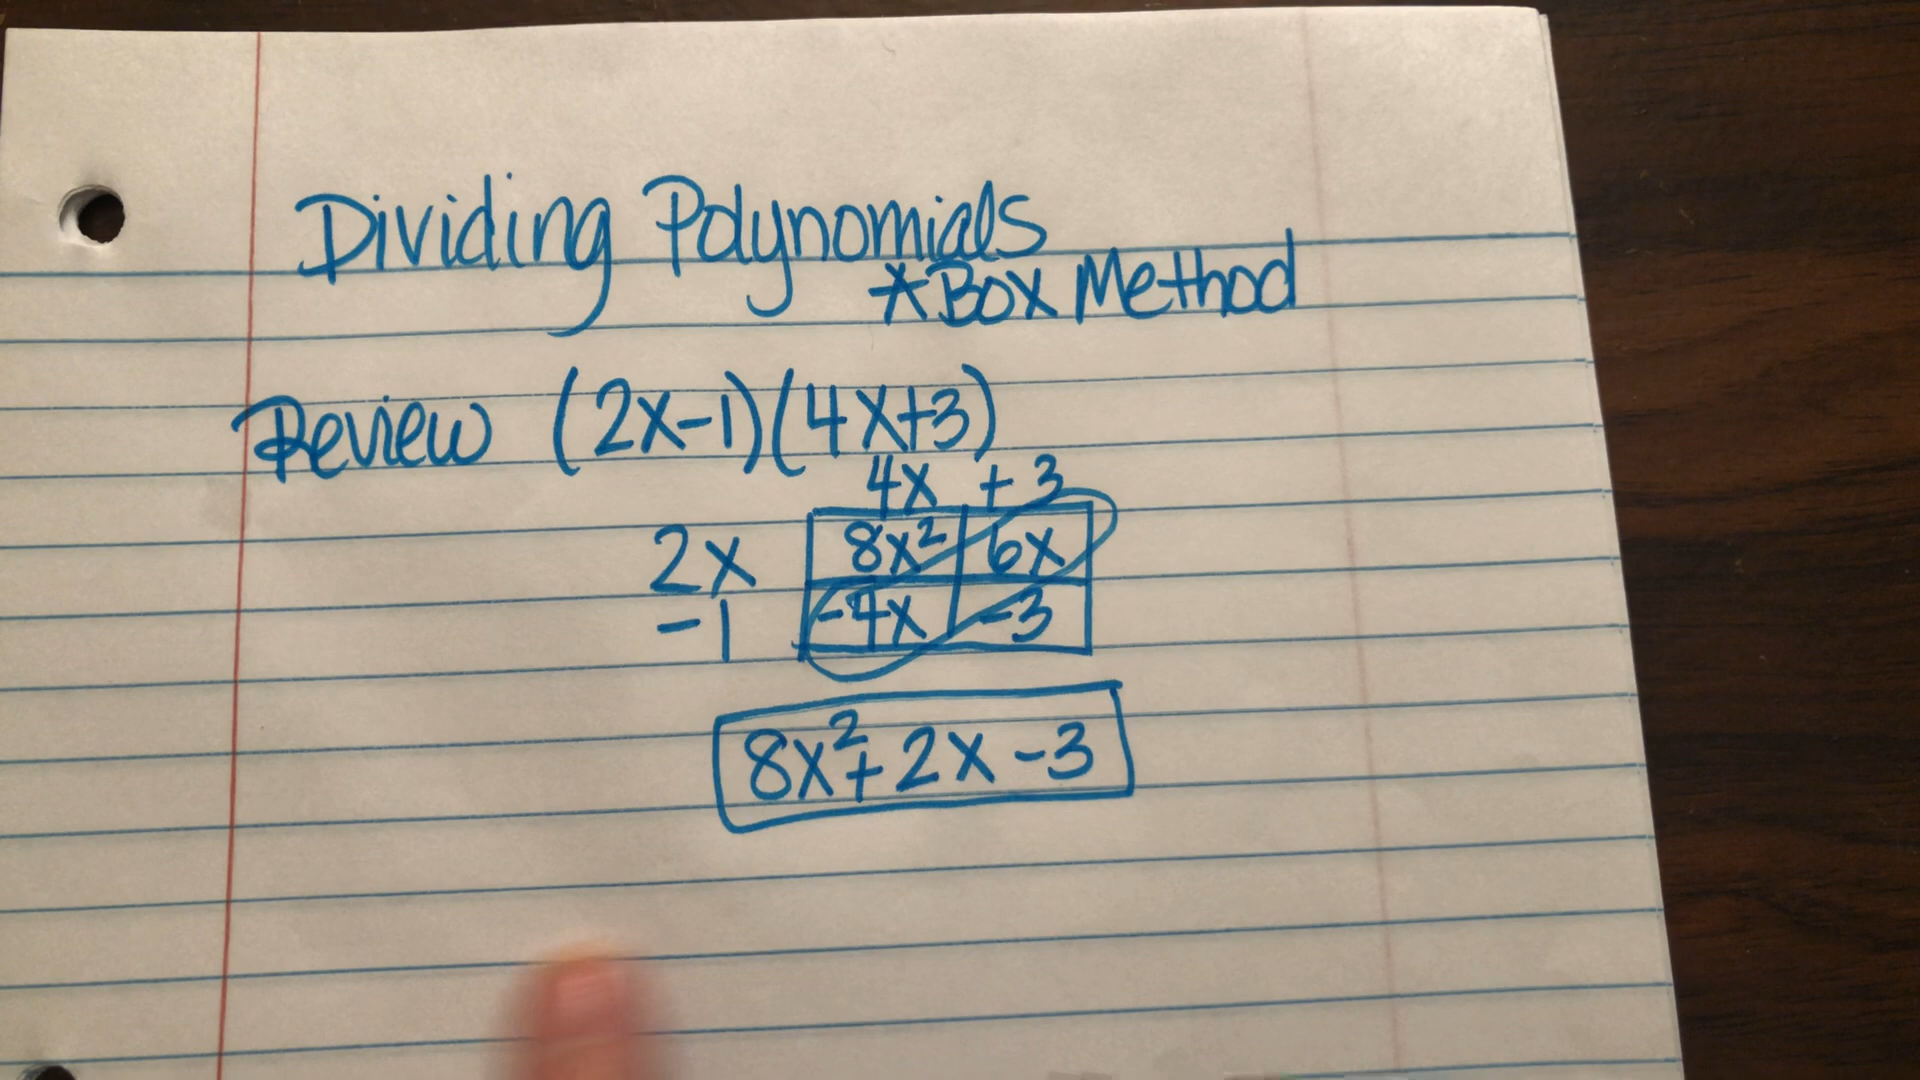 Dividing Polynomials
*Box Method
Review (2x-1)(4x+3)
4x + 3
2x 8x² 6x
-1 -4x -3
8x²+2x-3